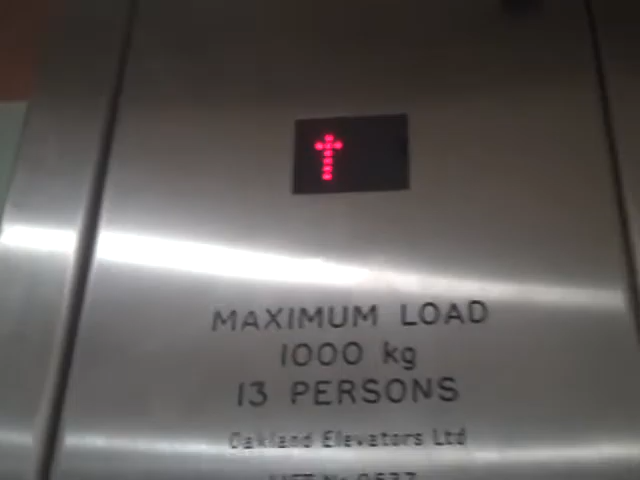 MAXIMUM LOAD
1000 kg
13 PERSONS
Oakland Elevators Ltd